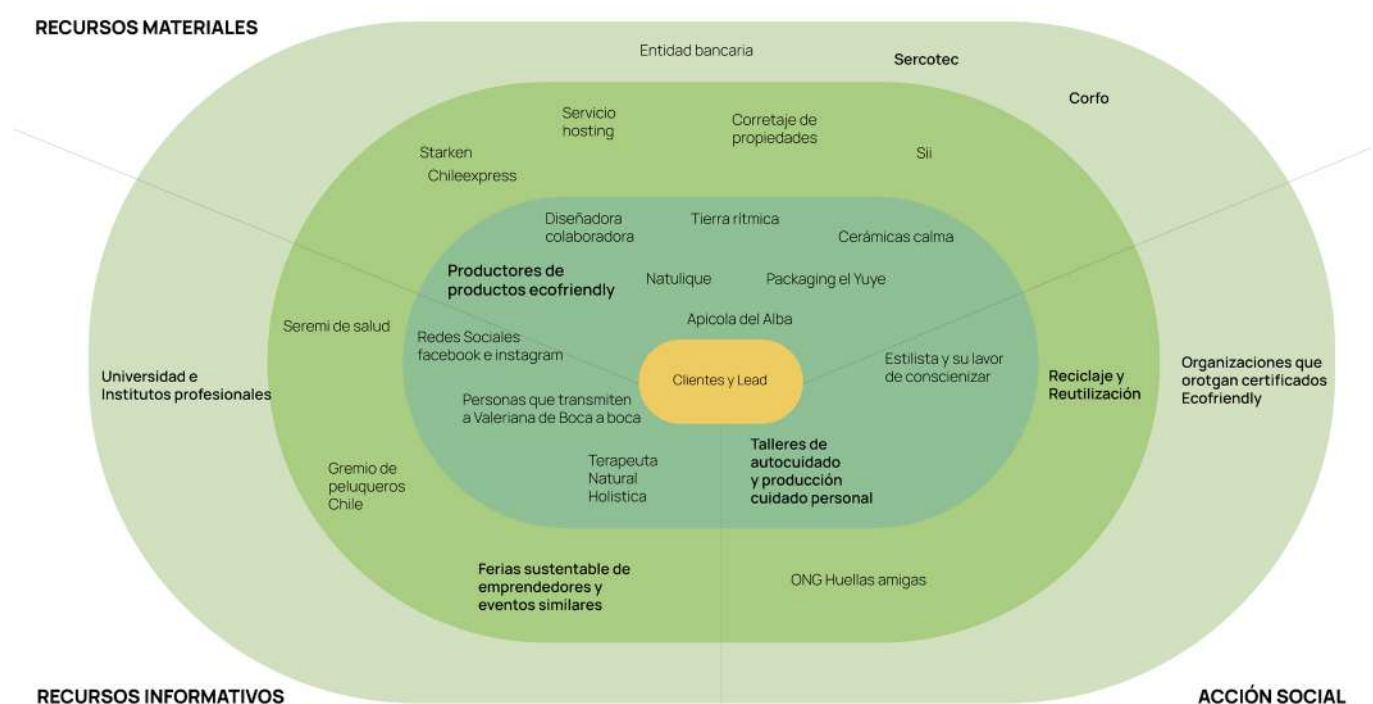 RECURSOS MATERIALES
Entidad bancaria
Sercotec
Corfo
Servicio
hosting
Corretaje de
propiedades
Starken
Chileexpress
Sii
Diseñadora
colaboradora
Tierra rítmica
Cerámicas calma
Productores de
productos ecofriendly
Natulique
Packaging el Yuye
Apicola del Alba
Seremi de salud
Redes Sociales
facebook e instagram
Estilista y su lavor
de conscienizar
Clientes y Lead
Universidad e
Institutos profesionales
Reciclaje y
Reutilización
Organizaciones que
orotgan certificados
Ecofriendly
Personas que transmiten
a Valeriana de Boca a boca
Terapeuta
Natural
Holistica
Talleres de
autocuidado
y producción
cuidado personal
Gremio de
peluqueros
Chile
Ferias sustentable de
emprendedores y
eventos similares
ONG Huellas amigas
RECURSOS INFORMATIVOS
ACCIÓN SOCIAL